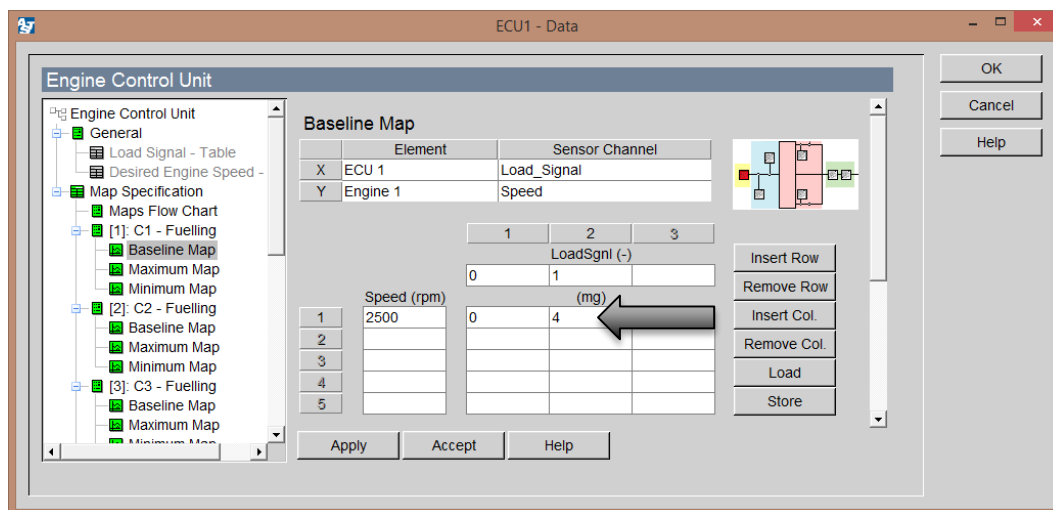 ECU1 - Data
OK
Cancel
Help
Engine Control Unit
Engine Control Unit
General
Load Signal - Table
Desired Engine Speed -
Map Specification
Maps Flow Chart
[1]: C1 - Fuelling
Baseline Map
Maximum Map
Minimum Map
[2]: C2 - Fuelling
Baseline Map
Maximum Map
Minimum Map
[3]: C3 - Fuelling
Baseline Map
Maximum Map
Minimum Map
Baseline Map
Element Sensor Channel
X ECU 1 Load_Signal
Y Engine 1 Speed
1 2 3
LoadSgnl (-)
0 1
Speed (rpm) (mg)
1 2500 0 4
2
3
4
5
Insert Row
Remove Row
Insert Col.
Remove Col.
Load
Store
Apply Accept Help